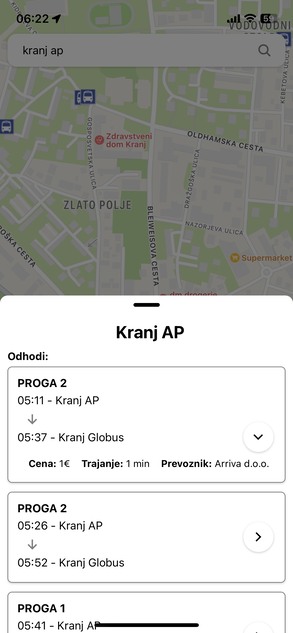 06:22
VODOVODNI
kranj ap
KEBETOVA ULICA
GOSPOSVETSKA ULICA
Zdravstveni
dom Kranj
OLDHAMSKA CESTA
DRAŽGOŠKA ULICA
ZLATO POLJE
BLEIWEISOVA CESTA
NAZORJEVA ULICA
Supermarket
dm drogerie
Kranj AP
Odhodi:
PROGA 2
05:11 - Kranj AP
05:37 - Kranj Globus
Cena: 1€ Trajanje: 1 min Prevoznik: Arriva d.o.o.
PROGA 2
05:26 - Kranj AP
05:52 - Kranj Globus
PROGA 1
05:41 - Kranj AP